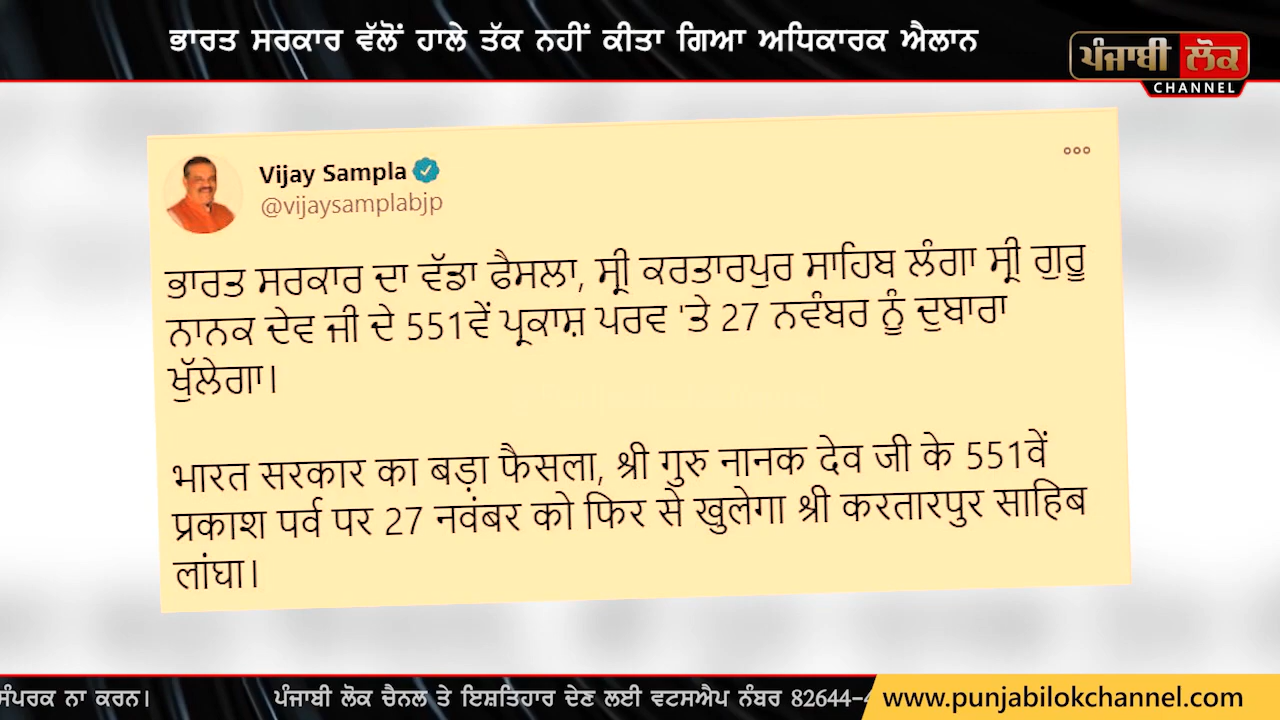 ਭਾਰਤ ਸਰਕਾਰ ਵੱਲੋਂ ਹਾਲੇ ਤੱਕ ਨਹੀਂ ਕੀਤਾ ਗਿਆ ਅਧਿਕਾਰਕ ਐਲਾਨ
ਪੰਜਾਬੀ ਲੋਕ
CHANNEL
Vijay Sampla
@vijaysamplabjp
ਭਾਰਤ ਸਰਕਾਰ ਦਾ ਵੱਡਾ ਫੈਸਲਾ, ਸ੍ਰੀ ਕਰਤਾਰਪੁਰ ਸਾਹਿਬ ਲੰਗਾ ਸ੍ਰੀ ਗੁਰੂ
ਨਾਨਕ ਦੇਵ ਜੀ ਦੇ 551ਵੇਂ ਪ੍ਰਕਾਸ਼ ਪਰਵ 'ਤੇ 27 ਨਵੰਬਰ ਨੂੰ ਦੁਬਾਰਾ
ਖੁੱਲੇਗਾ।
भारत सरकार का बड़ा फैसला, श्री गुरु नानक देव जी के 551वें
प्रकाश पर्व पर 27 नवंबर को फिर से खुलेगा श्री करतारपुर साहिब
लांघा।
ਸੰਪਰਕ ਨਾ ਕਰਨ। ਪੰਜਾਬੀ ਲੋਕ ਚੈਨਲ ਤੇ ਇਸ਼ਤਿਹਾਰ ਦੇਣ ਲਈ ਵਟਸਐਪ ਨੰਬਰ 82644-
www.punjabilokchannel.com